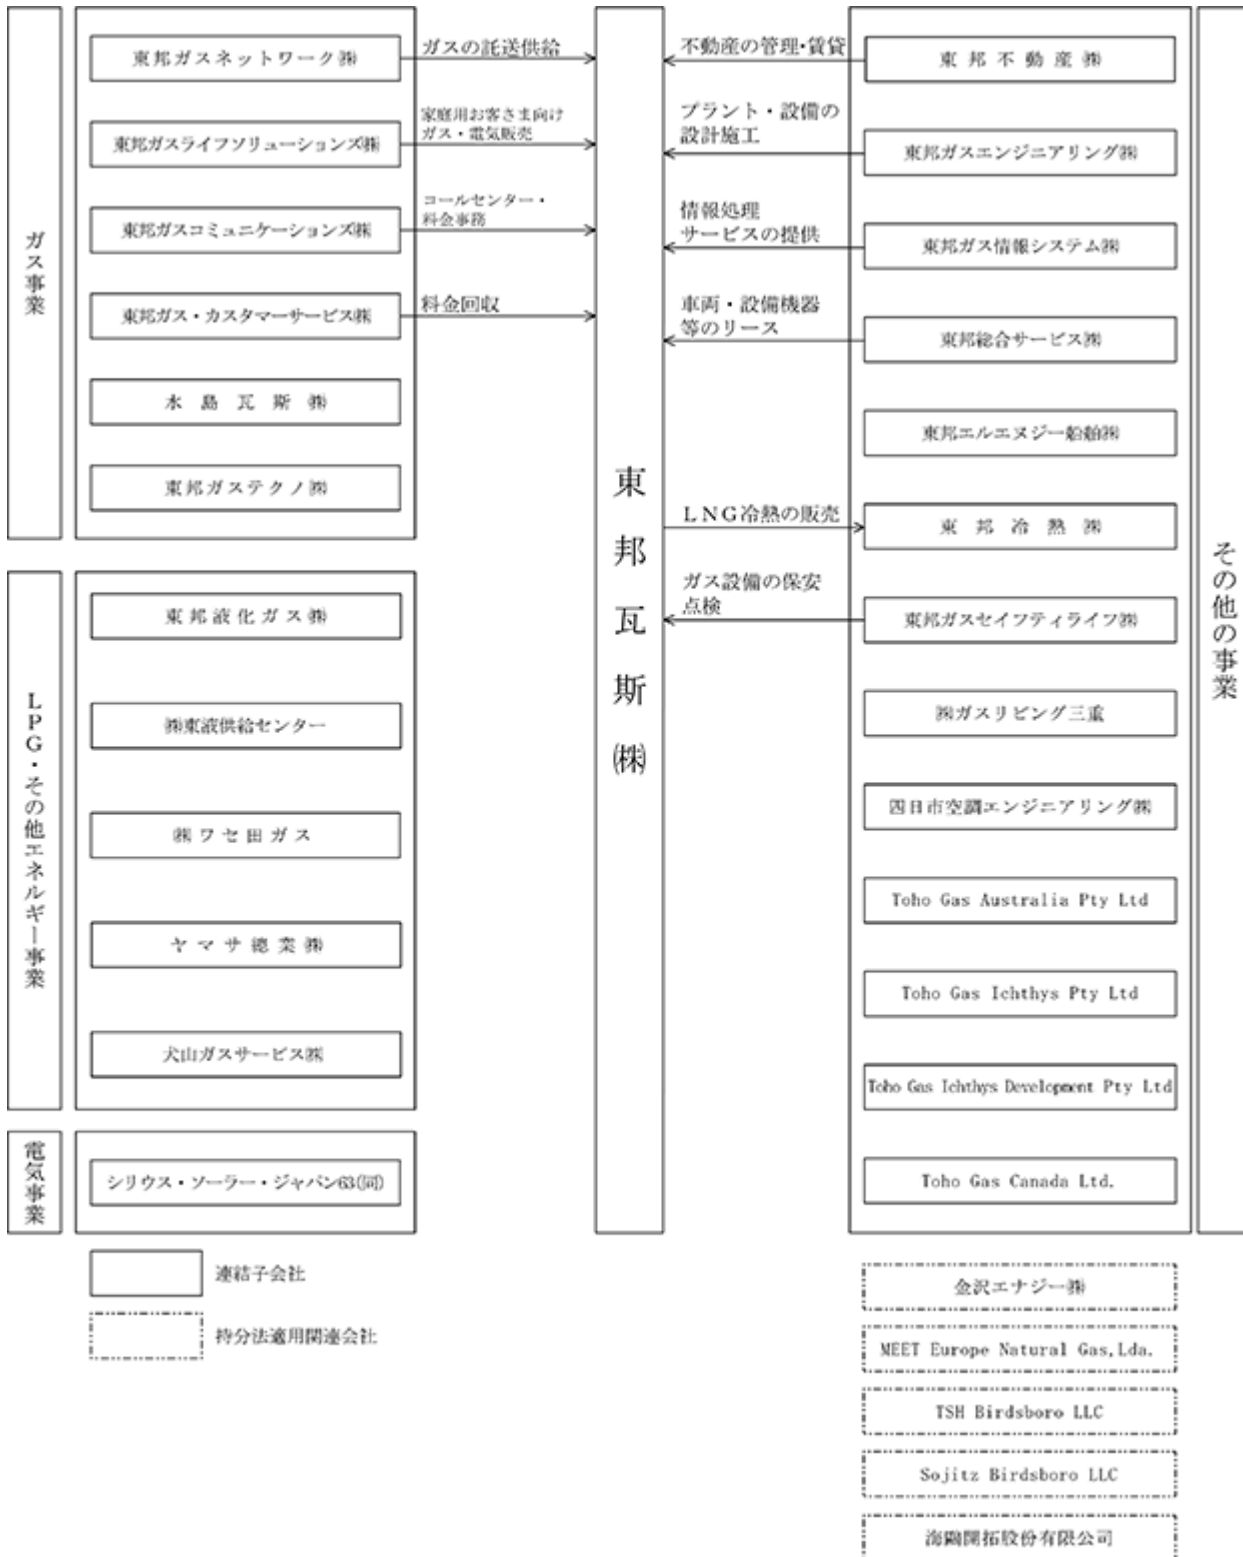 ガス事業
東邦ガスネットワーク㈱
ガスの託送供給
東邦ガスライフソリューションズ㈱
家庭用お客さま向け
ガス・電気販売
東邦ガスコミュニケーションズ㈱
コールセンター・
料金事務
東邦ガス・カスタマーサービス㈱
料金回収
水島瓦斯㈱
東邦ガステクノ㈱
LPG・その他エネルギー事業
東邦液化ガス㈱
㈱東液供給センター
㈱ワセ田ガス
ヤマサ總業㈱
犬山ガスサービス㈱
電気事業
シリウス・ソーラー・ジャパン63(同)
連結子会社
持分法適用関連会社
東邦瓦斯㈱
不動産の管理・賃貸
東邦不動産㈱
プラント・設備の
設計施工
東邦ガスエンジニアリング㈱
情報処理
サービスの提供
東邦ガス情報システム㈱
車両・設備機器
等のリース
東邦総合サービス㈱
東邦エルエヌジー船舶㈱
LNG冷熱の販売
東邦冷熱㈱
ガス設備の保安
点検
東邦ガスセイフティライフ㈱
㈱ガスリビング三重
四日市空調エンジニアリング㈱
Toho Gas Australia Pty Ltd
Toho Gas Ichthys Pty Ltd
Toho Gas Ichthys Development Pty Ltd
Toho Gas Canada Ltd.
その他の事業
金沢エナジー㈱
MEET Europe Natural Gas,Lda.
TSH Birdsboro LLC
Sojitz Birdsboro LLC
海鷗開拓股份有限公司